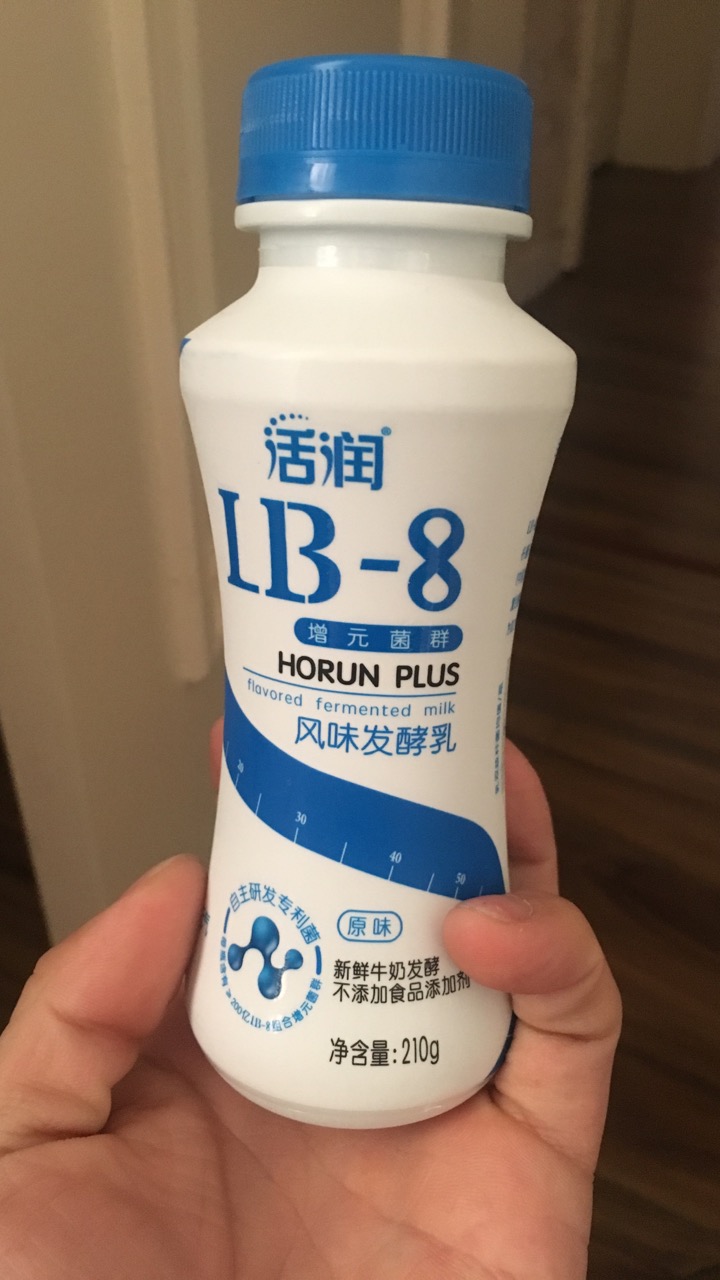 活润®
LB-8
增元菌群
HORUN PLUS
flavored fermented milk
风味发酵乳
20
30
40
50
自主研发专利菌
原味
新鲜牛奶发酵
不添加食品添加剂
净含量:210g